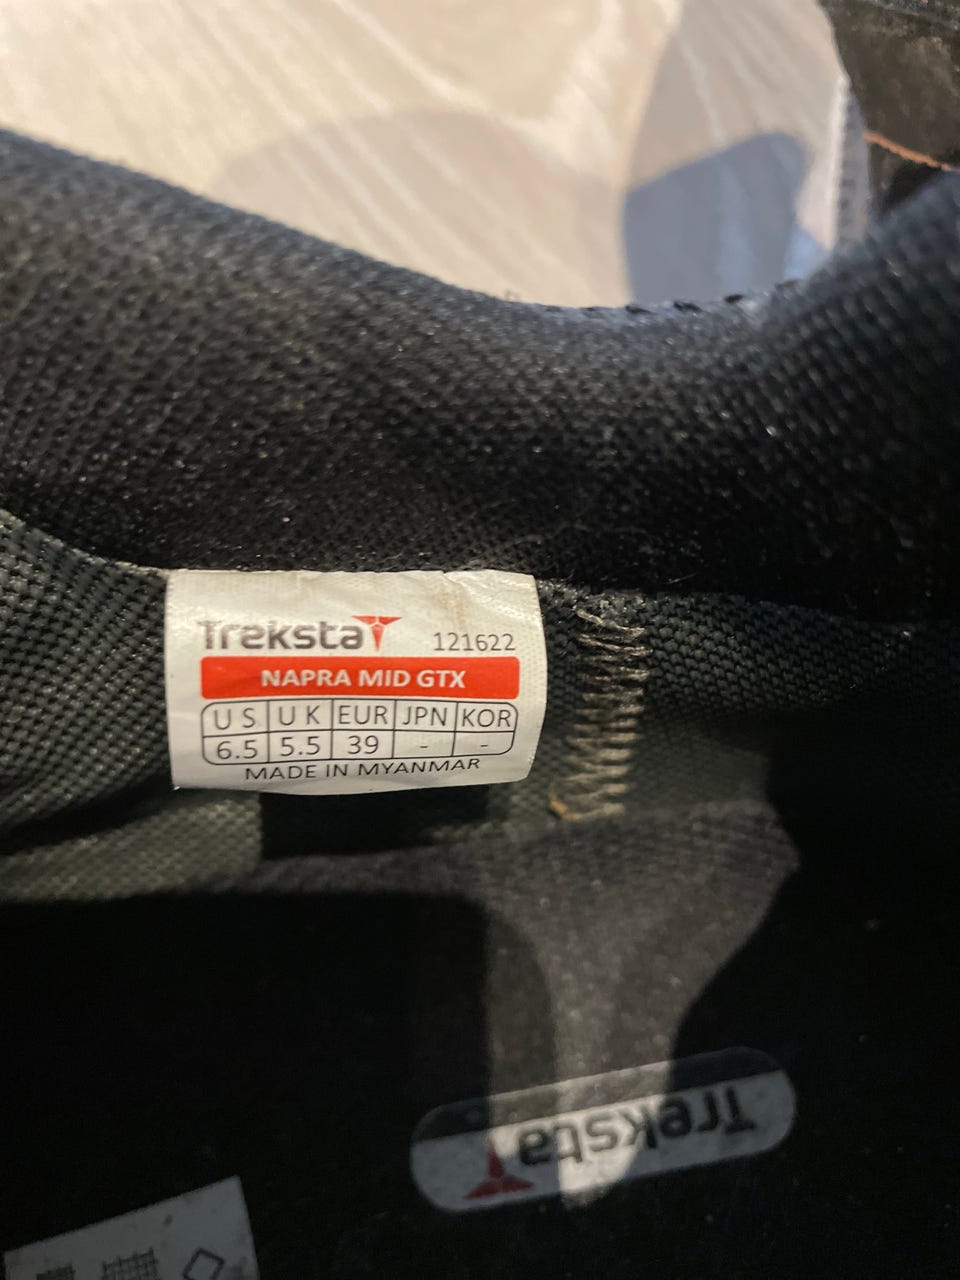 Treksta 121622
NAPRA MID GTX
US UK EUR JPN KOR
6.5 5.5 39 - -
MADE IN MYANMAR
Treksta